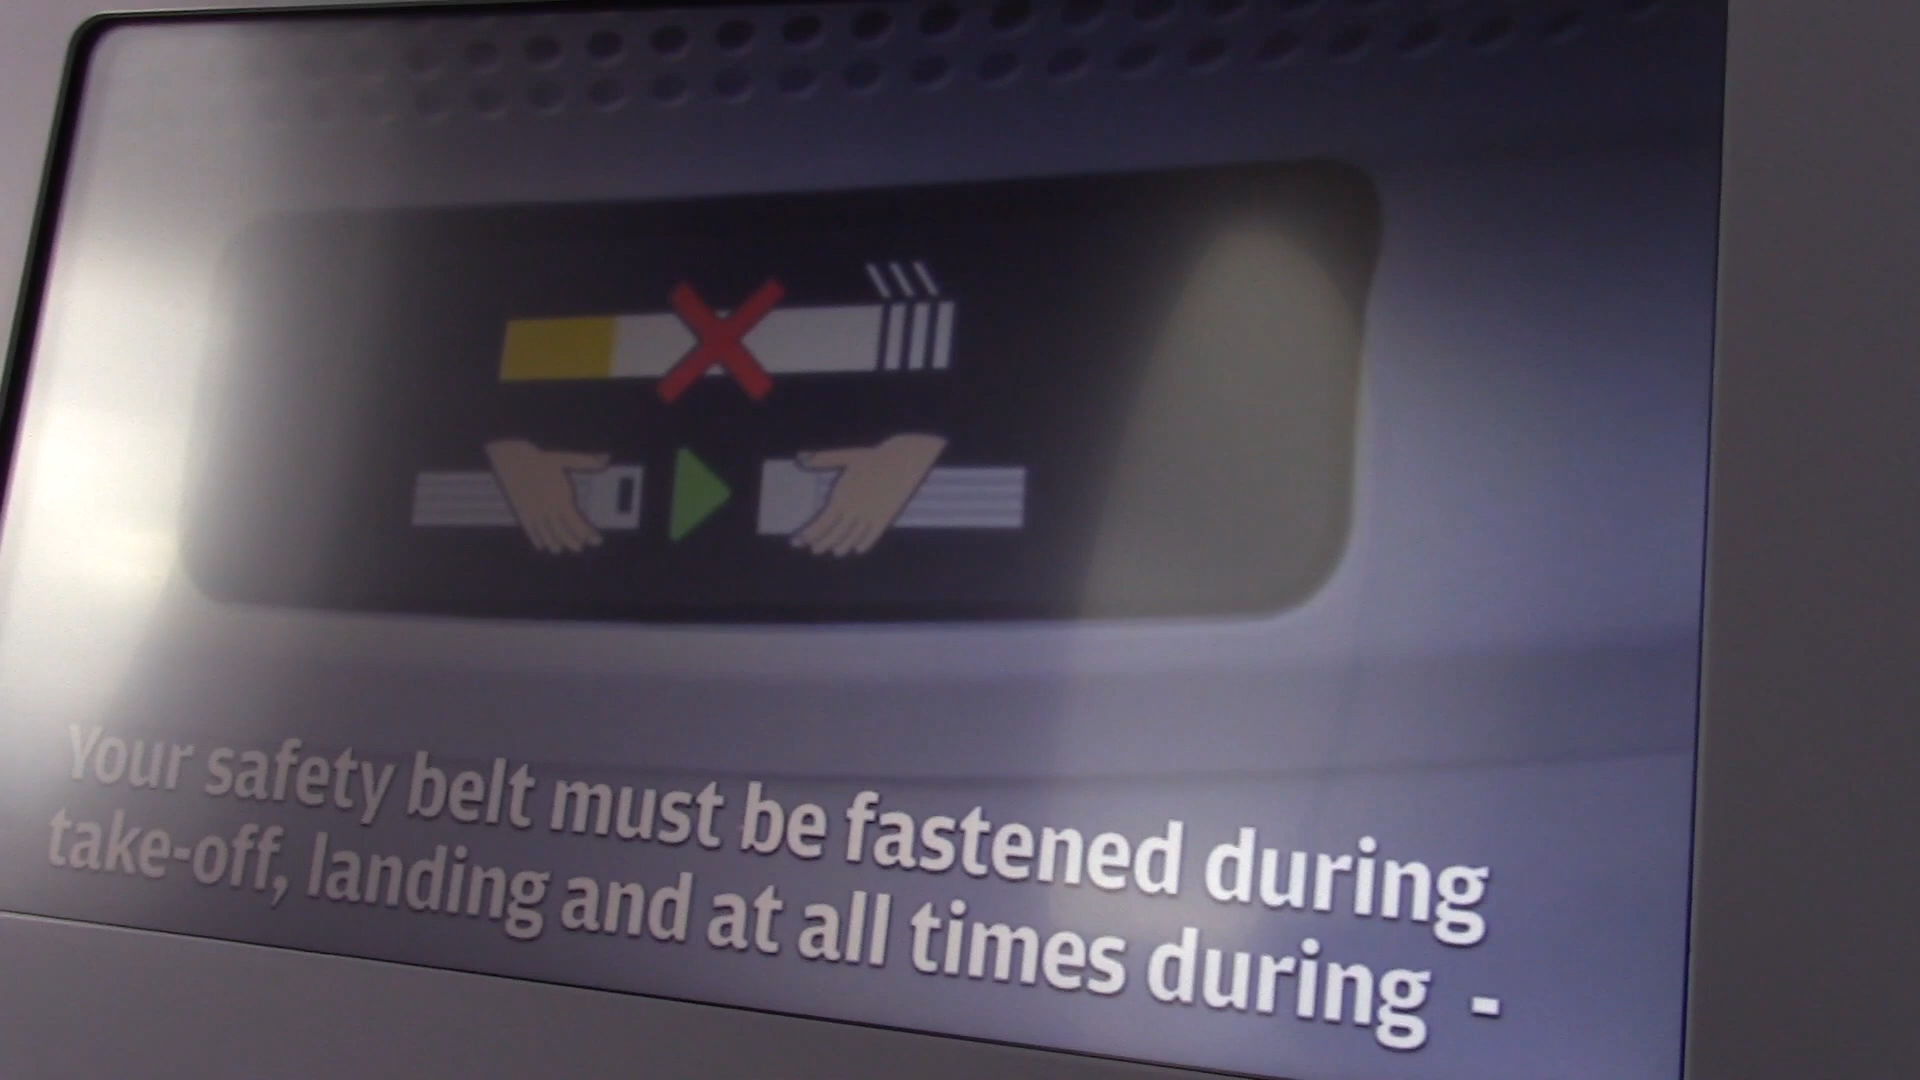 Your safety belt must be fastened during
take-off, landing and at all times during -